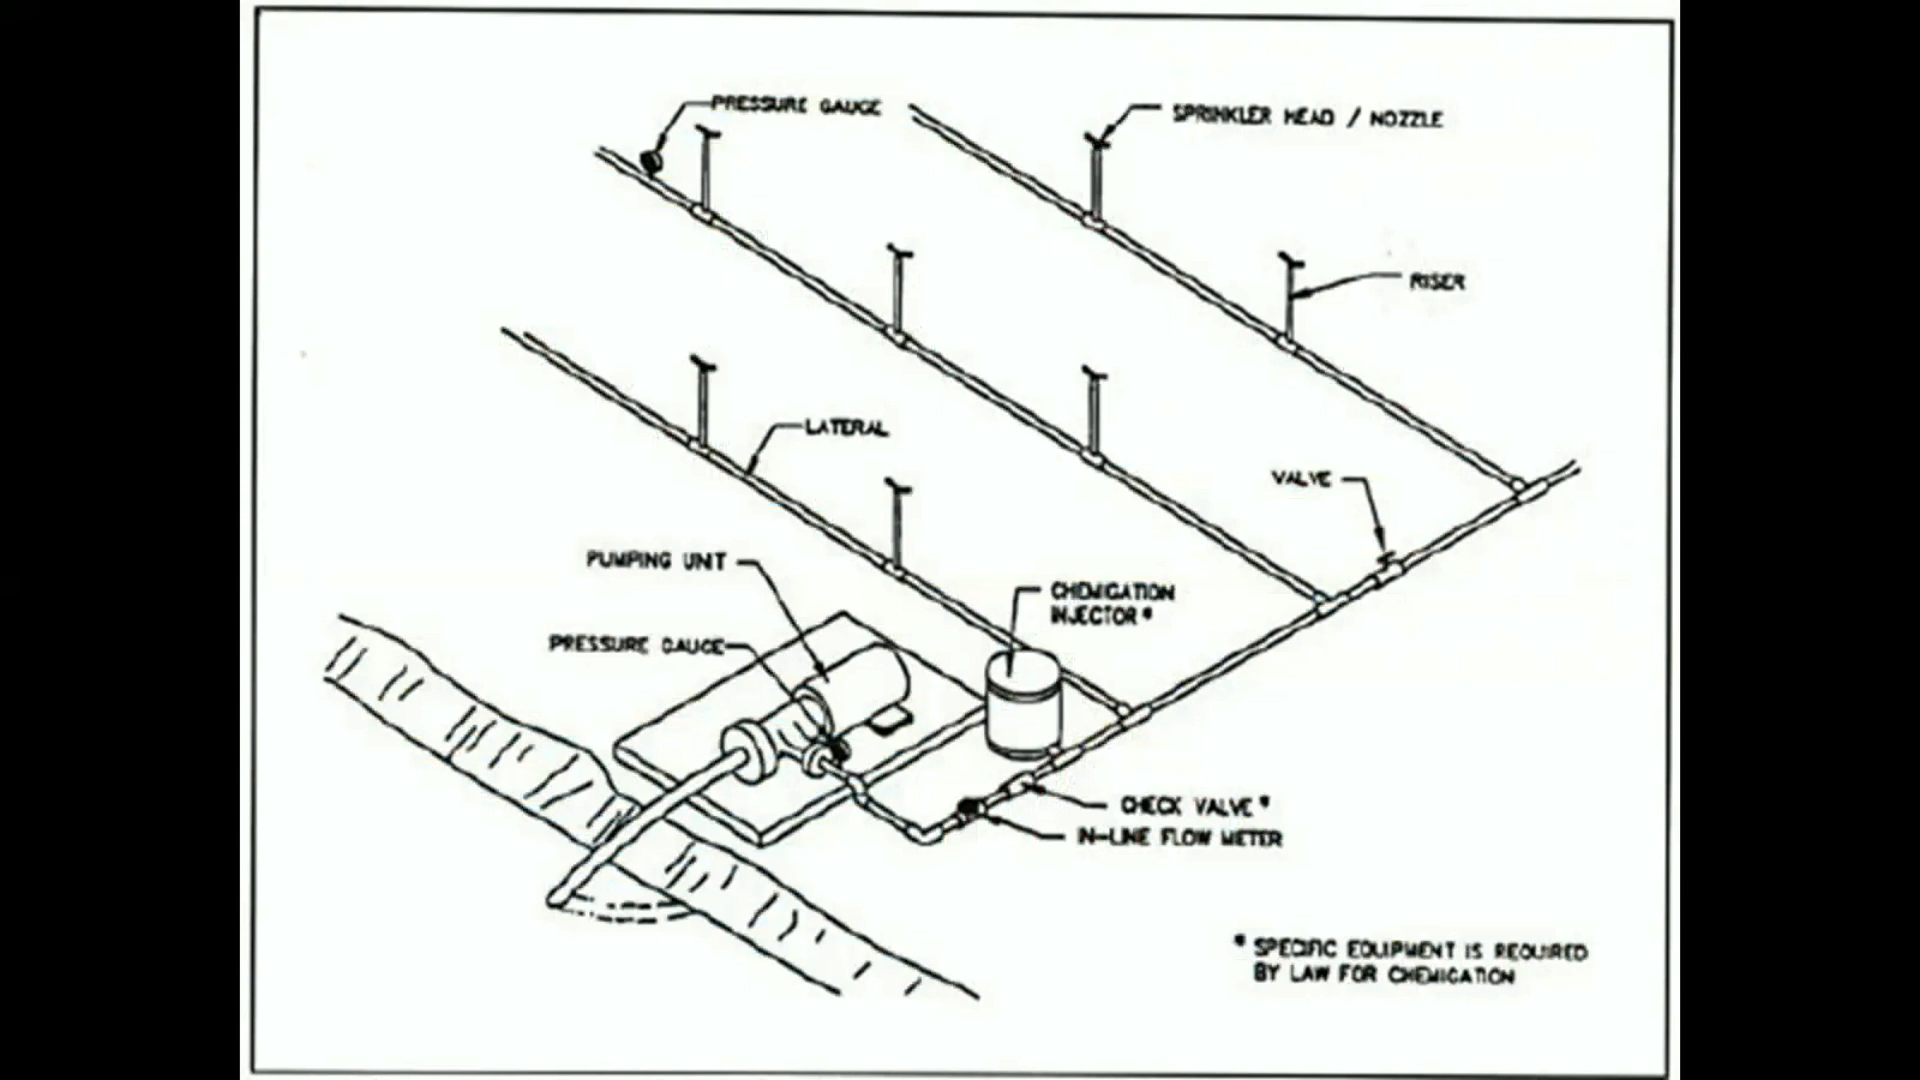 PRESSURE GAUGE
SPRINKLER HEAD / NOZZLE
RISER
LATERAL
VALVE
PUMPING UNIT
CHEMIGATION
INJECTOR*
PRESSURE GAUGE
CHECK VALVE*
IN-LINE FLOW METER
* SPECIFIC EQUIPMENT IS REQUIRED
BY LAW FOR CHEMIGATION